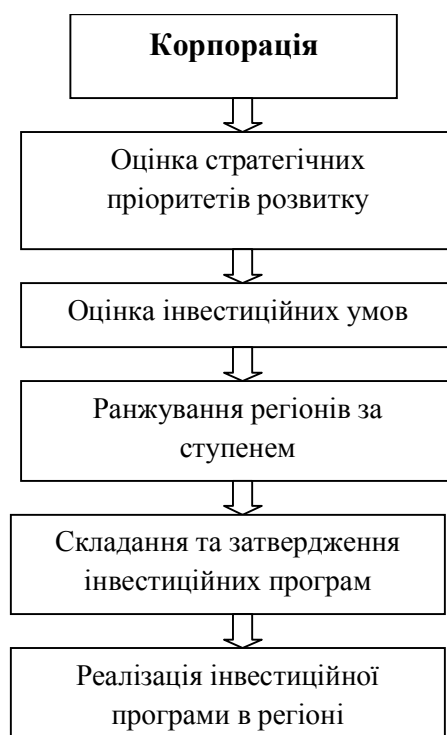 Корпорація
Оцінка стратегічних
пріоритетів розвитку
Оцінка інвестиційних умов
Ранжування регіонів за
ступенем
Складання та затвердження
інвестиційних програм
Реалізація інвестиційної
програми в регіоні